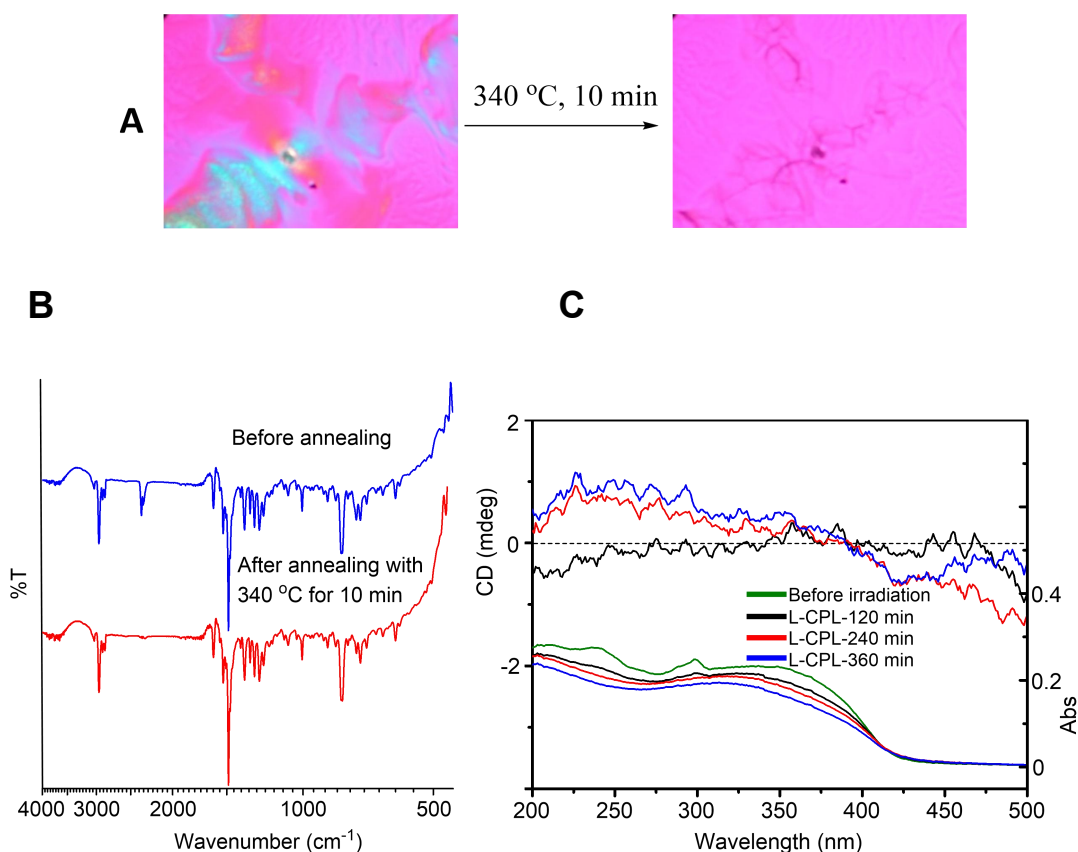 A
340 °C, 10 min
B
C
Before annealing
After annealing with
340 °C for 10 min
%T
4000
3000
2000
1000
500
Wavenumber (cm-1)
2
0
-2
CD (mdeg)
Before irradiation
L-CPL-120 min
L-CPL-240 min
L-CPL-360 min
0.4
0.2
0
Abs
200
250
300
350
400
450
500
Wavelength (nm)